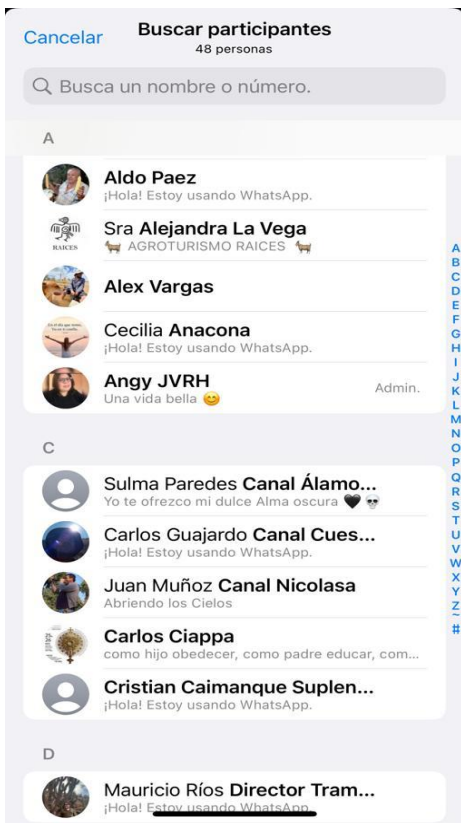 Cancelar
Buscar participantes
48 personas
Busca un nombre o número.
A
Aldo Paez
¡Hola! Estoy usando WhatsApp.
RAICES
Sra Alejandra La Vega
🐐 AGROTURISMO RAICES 🐐
Alex Vargas
Cecilia Anacona
¡Hola! Estoy usando WhatsApp.
Angy JVRH
Admin.
Una vida bella 😊
C
Sulma Paredes Canal Álamo...
Yo te ofrezco mi dulce Alma oscura 🖤 💀
Carlos Guajardo Canal Cues...
¡Hola! Estoy usando WhatsApp.
Juan Muñoz Canal Nicolasa
Abriendo los Cielos
Carlos Ciappa
como hijo obedecer, como padre educar, com...
Cristian Caimanque Suplen...
¡Hola! Estoy usando WhatsApp.
D
Mauricio Ríos Director Tram...
¡Hola! Estoy usando WhatsApp.
A
B
C
D
E
F
G
H
I
J
K
L
M
N
O
P
Q
R
S
T
U
V
W
X
Y
Z
~
#